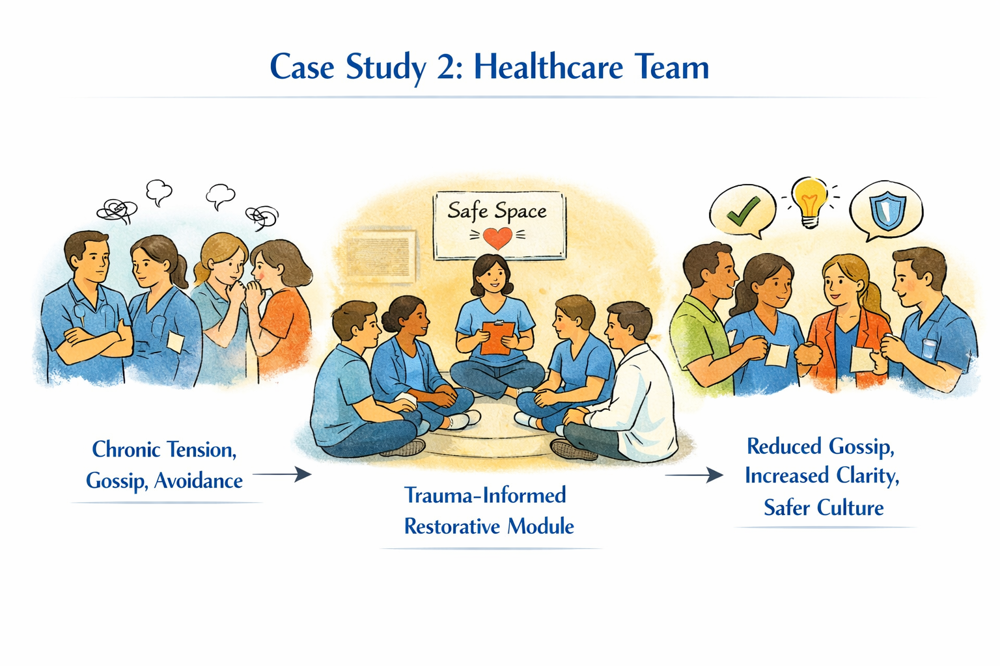 Case Study 2: Healthcare Team
Safe Space
Chronic Tension,
Gossip, Avoidance
Trauma-Informed
Restorative Module
Reduced Gossip,
Increased Clarity,
Safer Culture